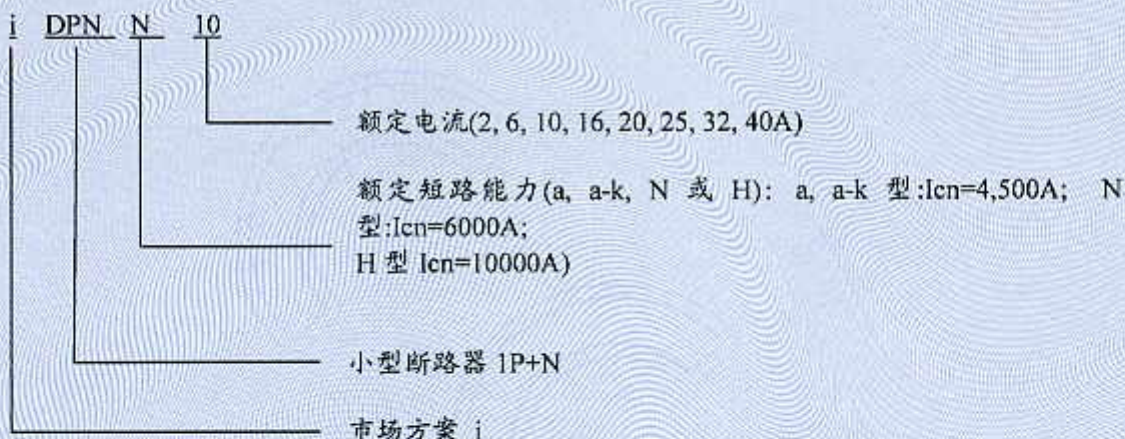 i DPN N 10
额定电流(2, 6, 10, 16, 20, 25, 32, 40A)
额定短路能力(a, a-k, N 或 H): a, a-k 型:Icn=4,500A; N
型:Icn=6000A;
H 型 Icn=10000A)
小型断路器 1P+N
市场方案 i